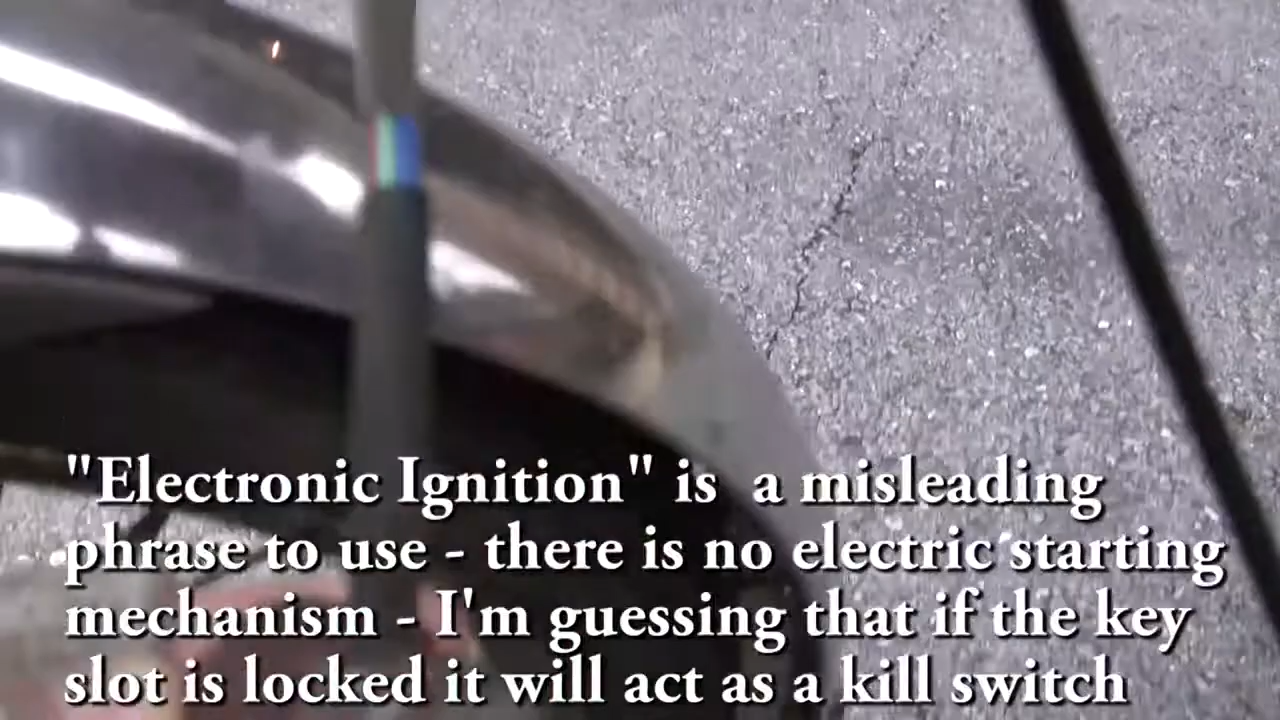 "Electronic Ignition" is a misleading
phrase to use - there is no electric starting
mechanism - I'm guessing that if the key
slot is locked it will act as a kill switch